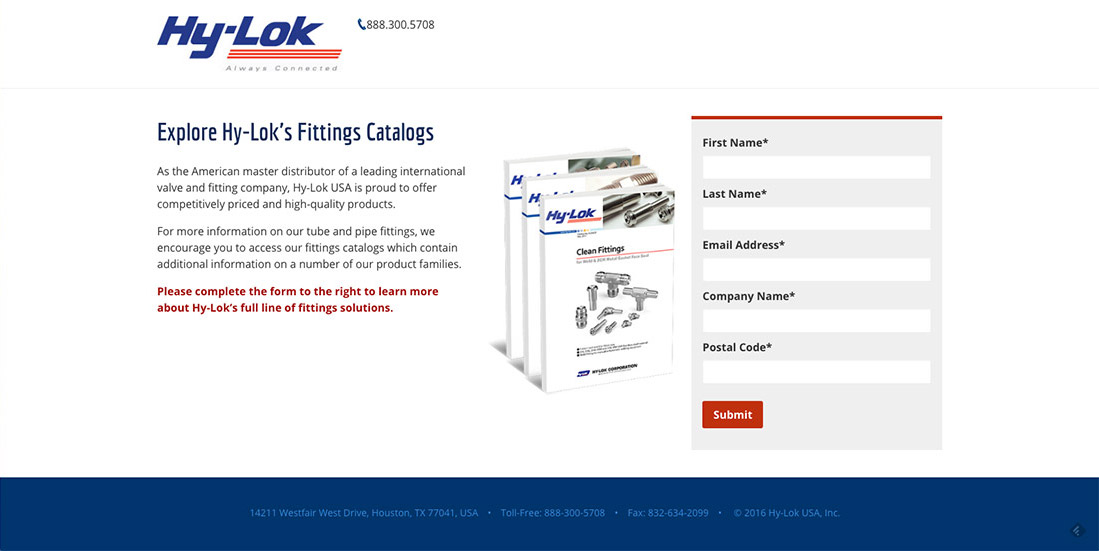 Hy-Lok
Always Connected
888.300.5708
Explore Hy-Lok's Fittings Catalogs
As the American master distributor of a leading international
valve and fitting company, Hy-Lok USA is proud to offer
competitively priced and high-quality products.
For more information on our tube and pipe fittings, we
encourage you to access our fittings catalogs which contain
additional information on a number of our product families.
Please complete the form to the right to learn more
about Hy-Lok's full line of fittings solutions.
Hy-Lok
Clean Fittings
HY-LOK CORPORATION
First Name*
Last Name*
Email Address*
Company Name*
Postal Code*
Submit
14211 Westfair West Drive, Houston, TX 77041, USA • Toll-Free: 888-300-5708 • Fax: 832-634-2099 • © 2016 Hy-Lok USA, Inc.